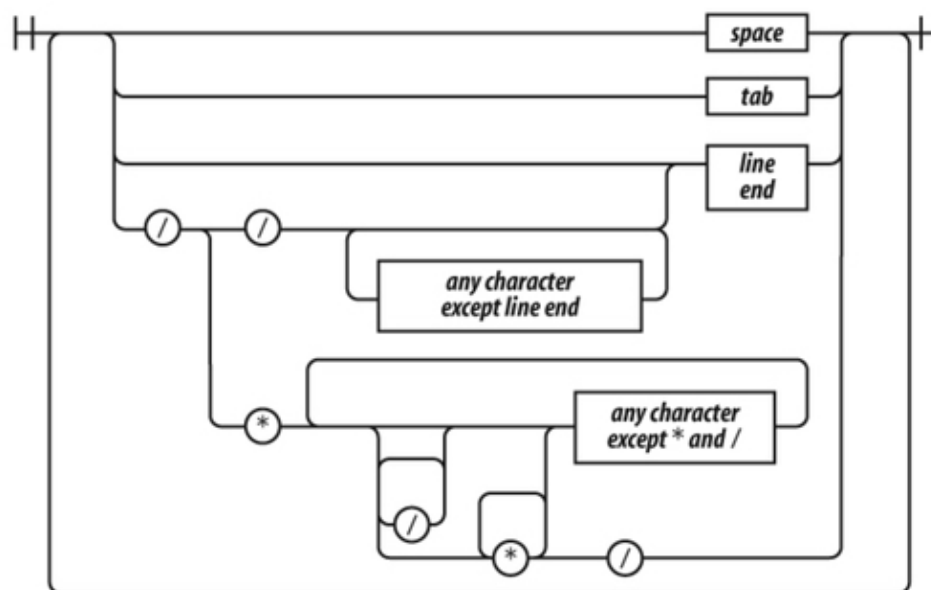 space
tab
line
end
/ /
any character
except line end
*
any character
except * and /
/
* /